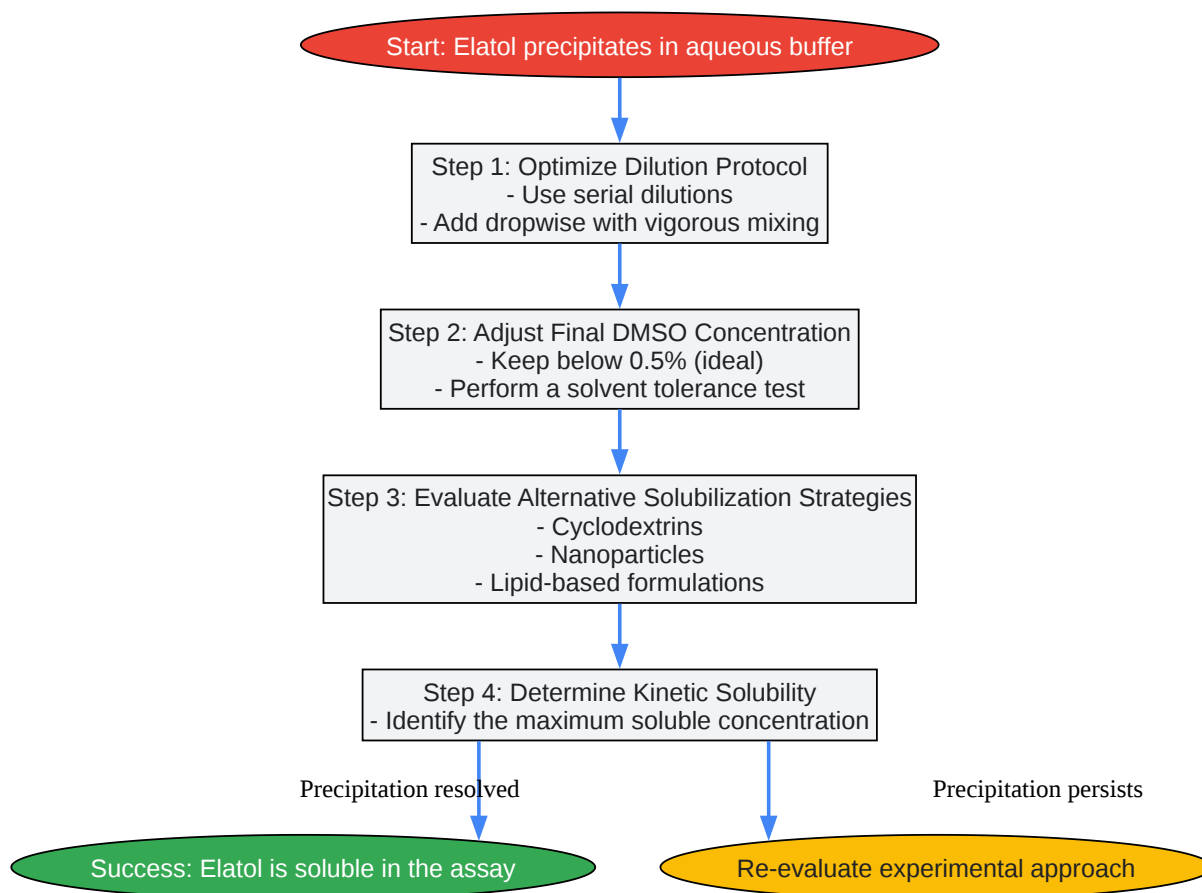 Start: Elatol precipitates in aqueous buffer
Step 1: Optimize Dilution Protocol
- Use serial dilutions
- Add dropwise with vigorous mixing
Step 2: Adjust Final DMSO Concentration
- Keep below 0.5% (ideal)
- Perform a solvent tolerance test
Step 3: Evaluate Alternative Solubilization Strategies
- Cyclodextrins
- Nanoparticles
- Lipid-based formulations
Step 4: Determine Kinetic Solubility
- Identify the maximum soluble concentration
Precipitation resolved
Precipitation persists
Success: Elatol is soluble in the assay
Re-evaluate experimental approach